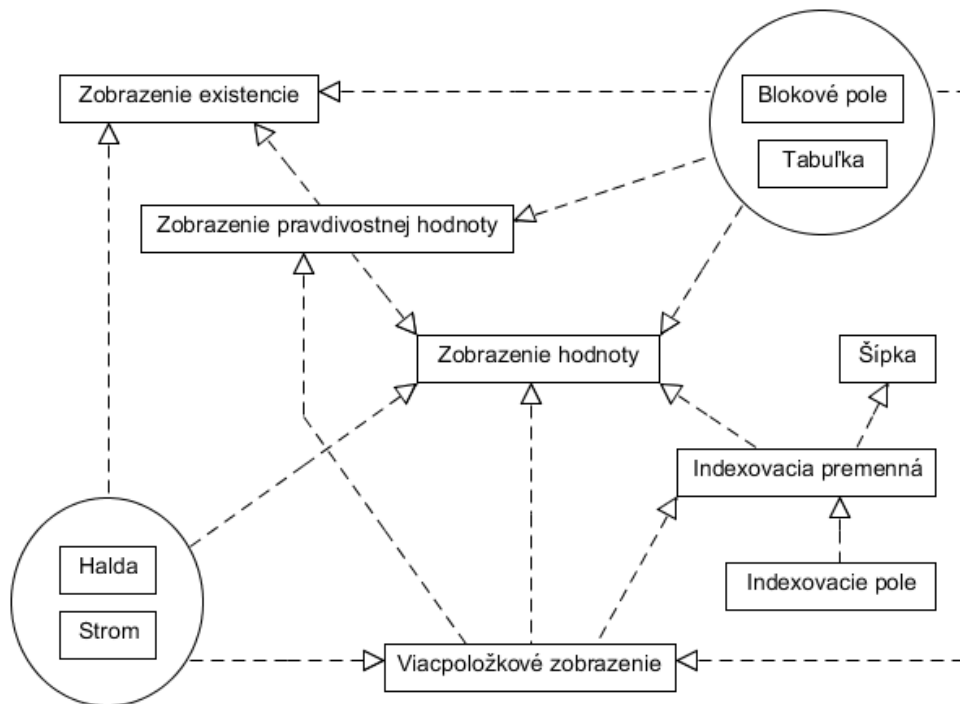 Zobrazenie existencie
Blokové pole
Tabuľka
Zobrazenie pravdivostnej hodnoty
Zobrazenie hodnoty
Šípka
Indexovacia premenná
Halda
Indexovacie pole
Strom
Viacpoložkové zobrazenie